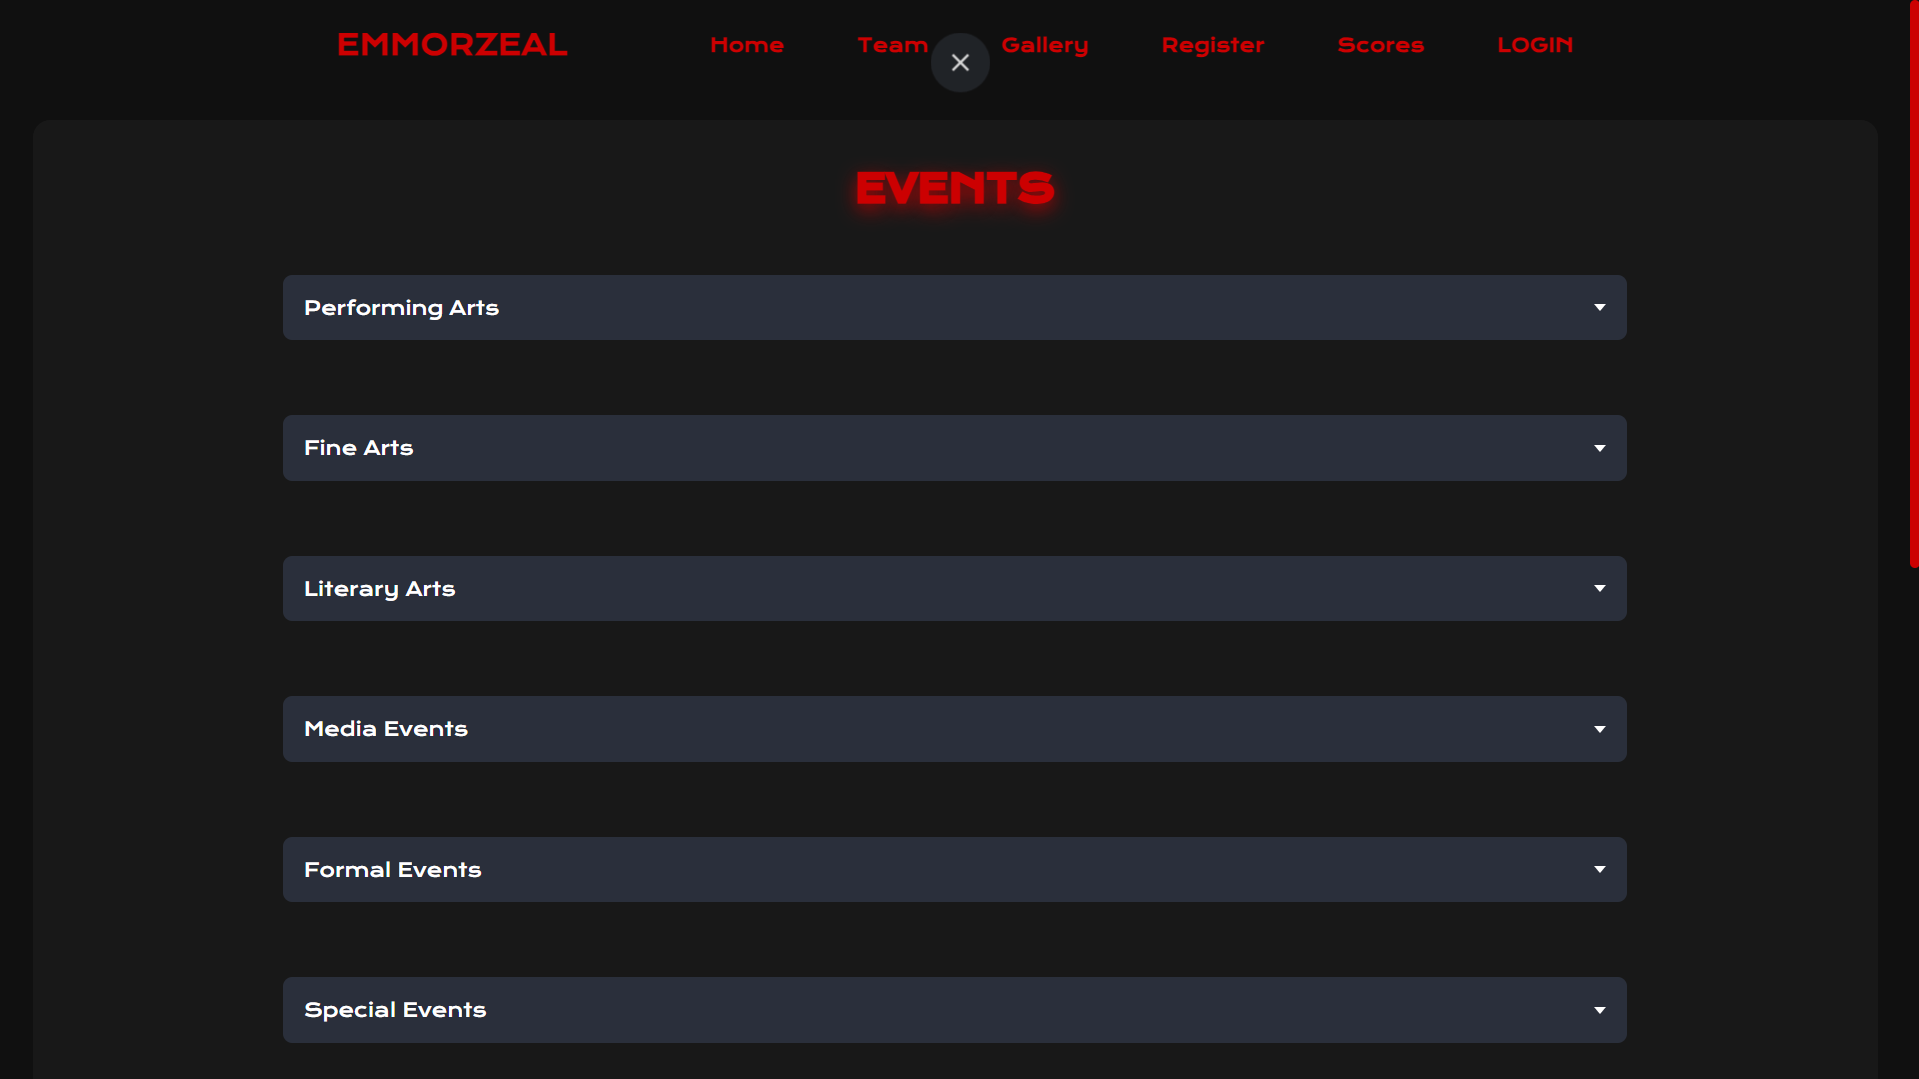 EMMORZEAL Home Team Gallery Register Scores LOGIN
EVENTS
Performing Arts
Fine Arts
Literary Arts
Media Events
Formal Events
Special Events